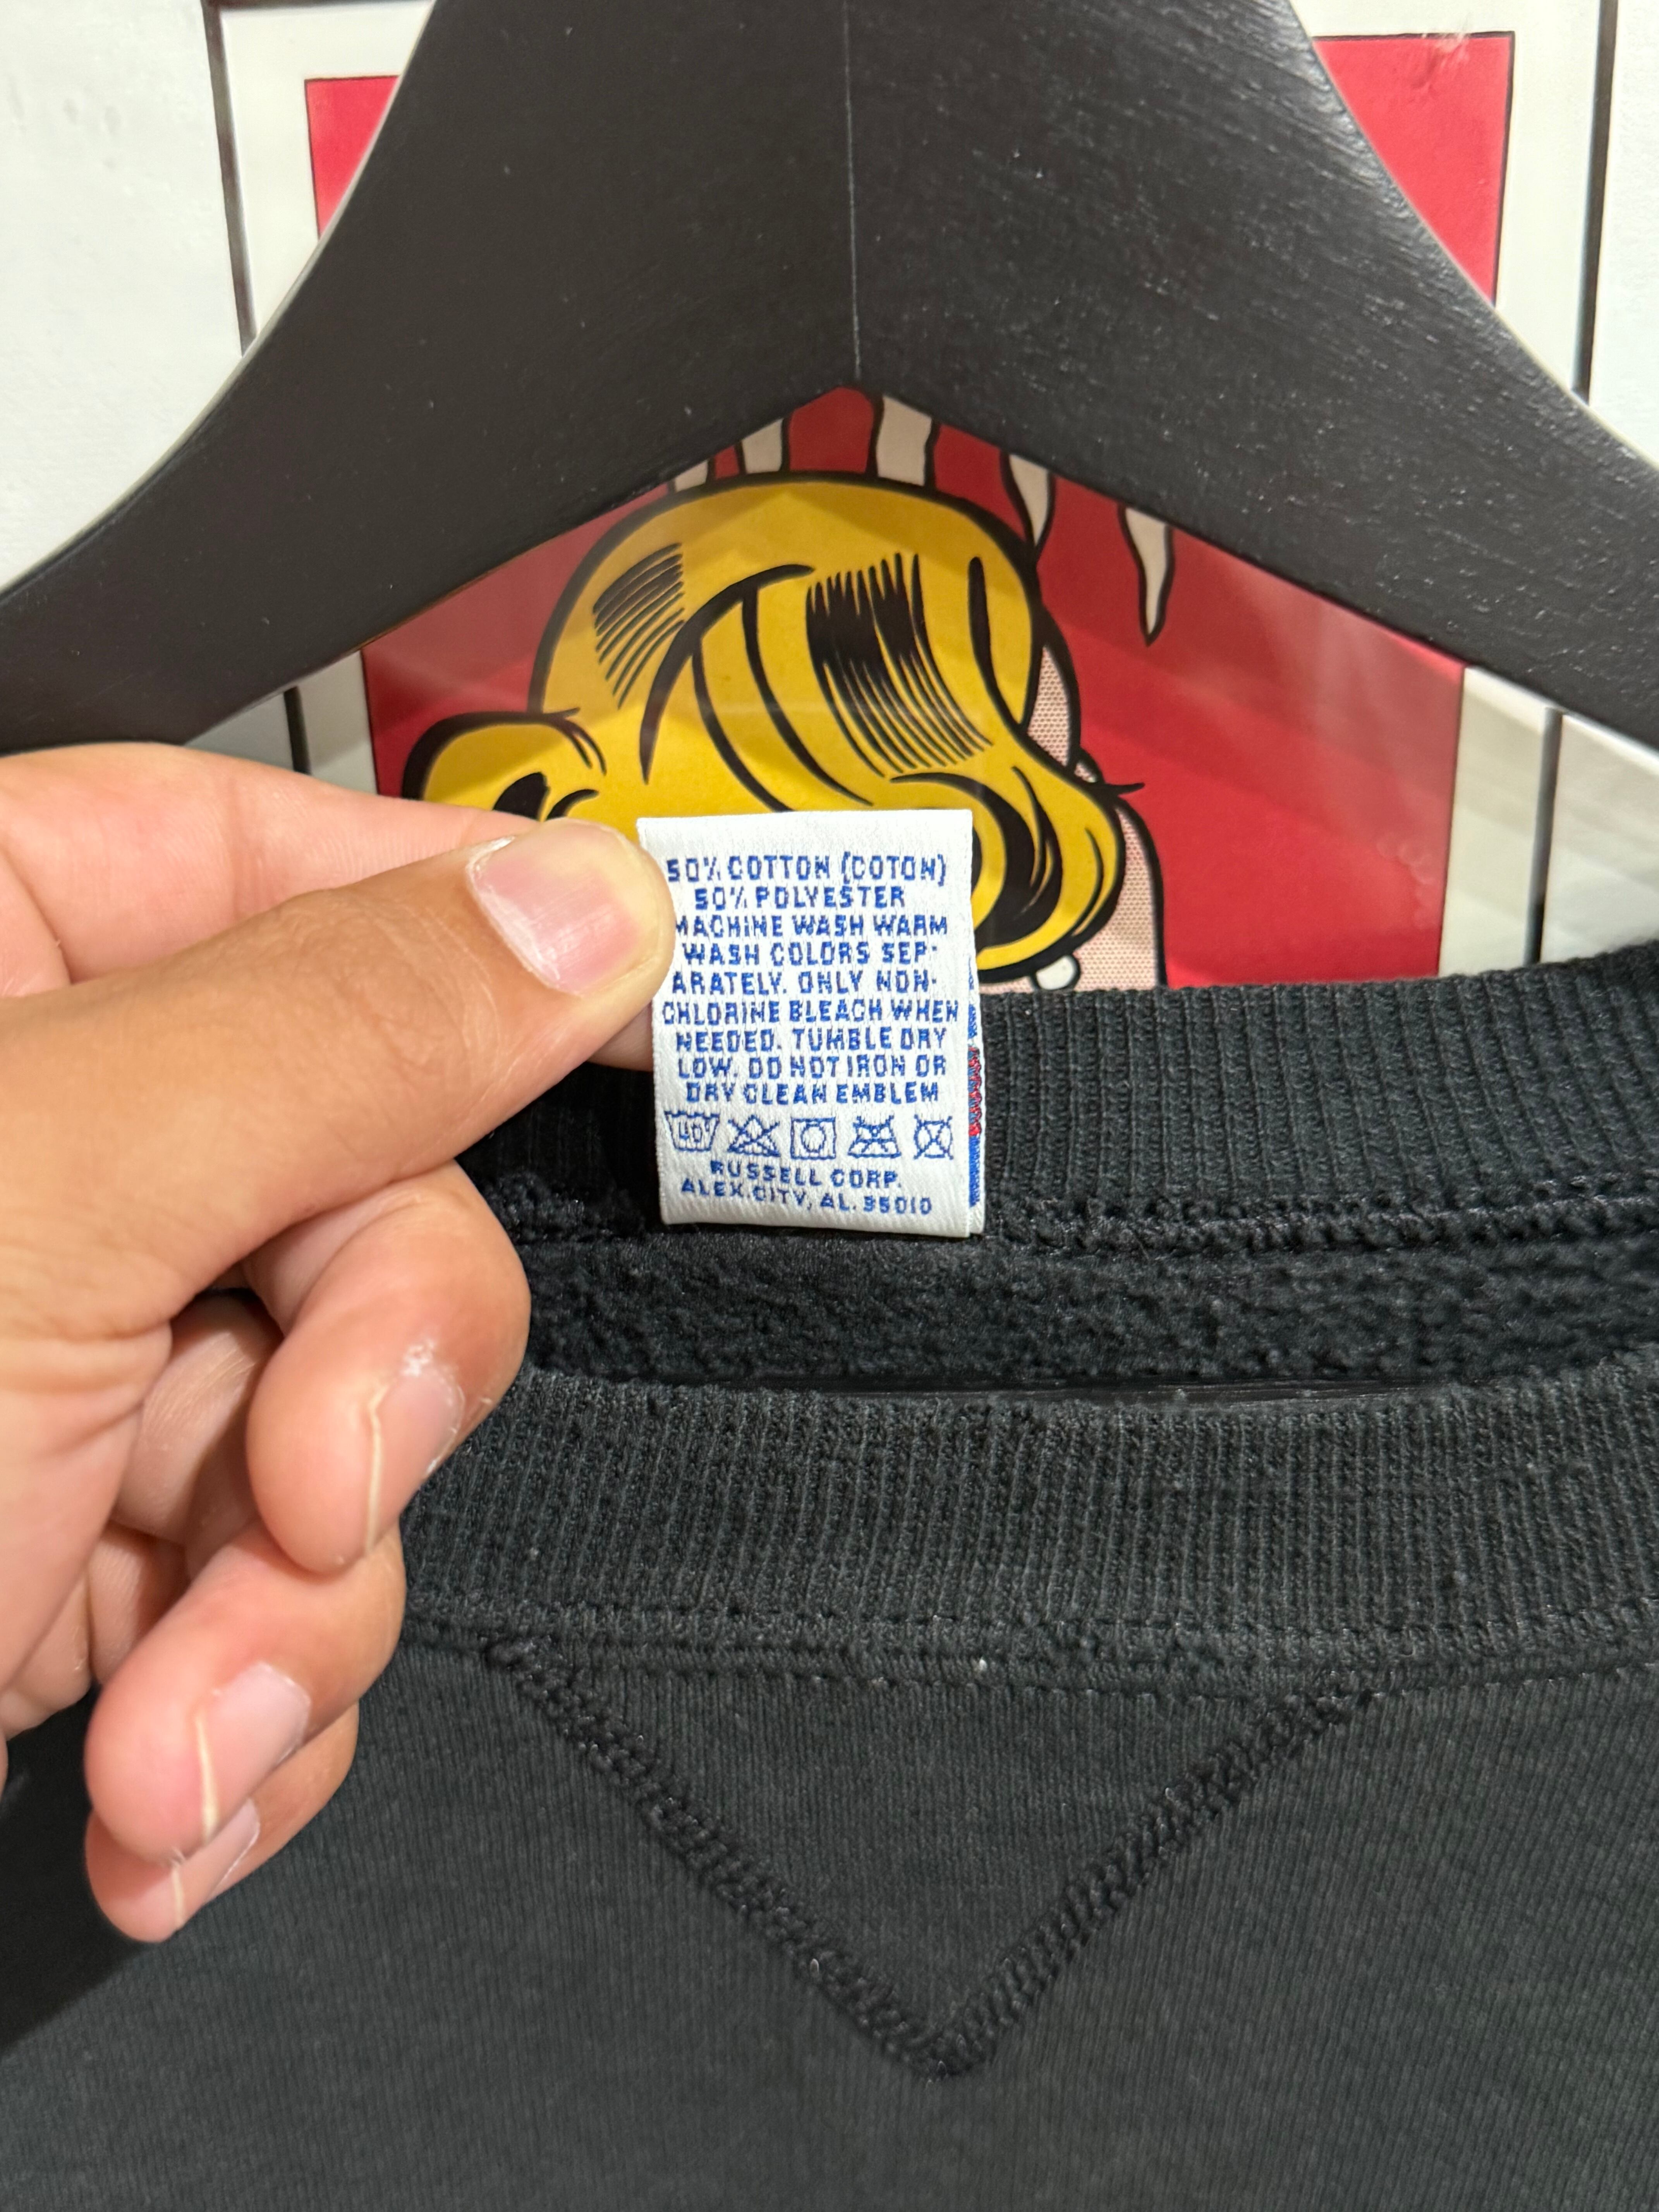 50% COTTON (COTON)
50% POLYESTER
MACHINE WASH WARM
WASH COLORS SEP-
ARATELY. ONLY NON-
CHLORINE BLEACH WHEN
NEEDED. TUMBLE DRY
LOW. DO NOT IRON OR
DRY CLEAN EMBLEM
40
RUSSELL CORP.
ALEX.CITY, AL. 35010